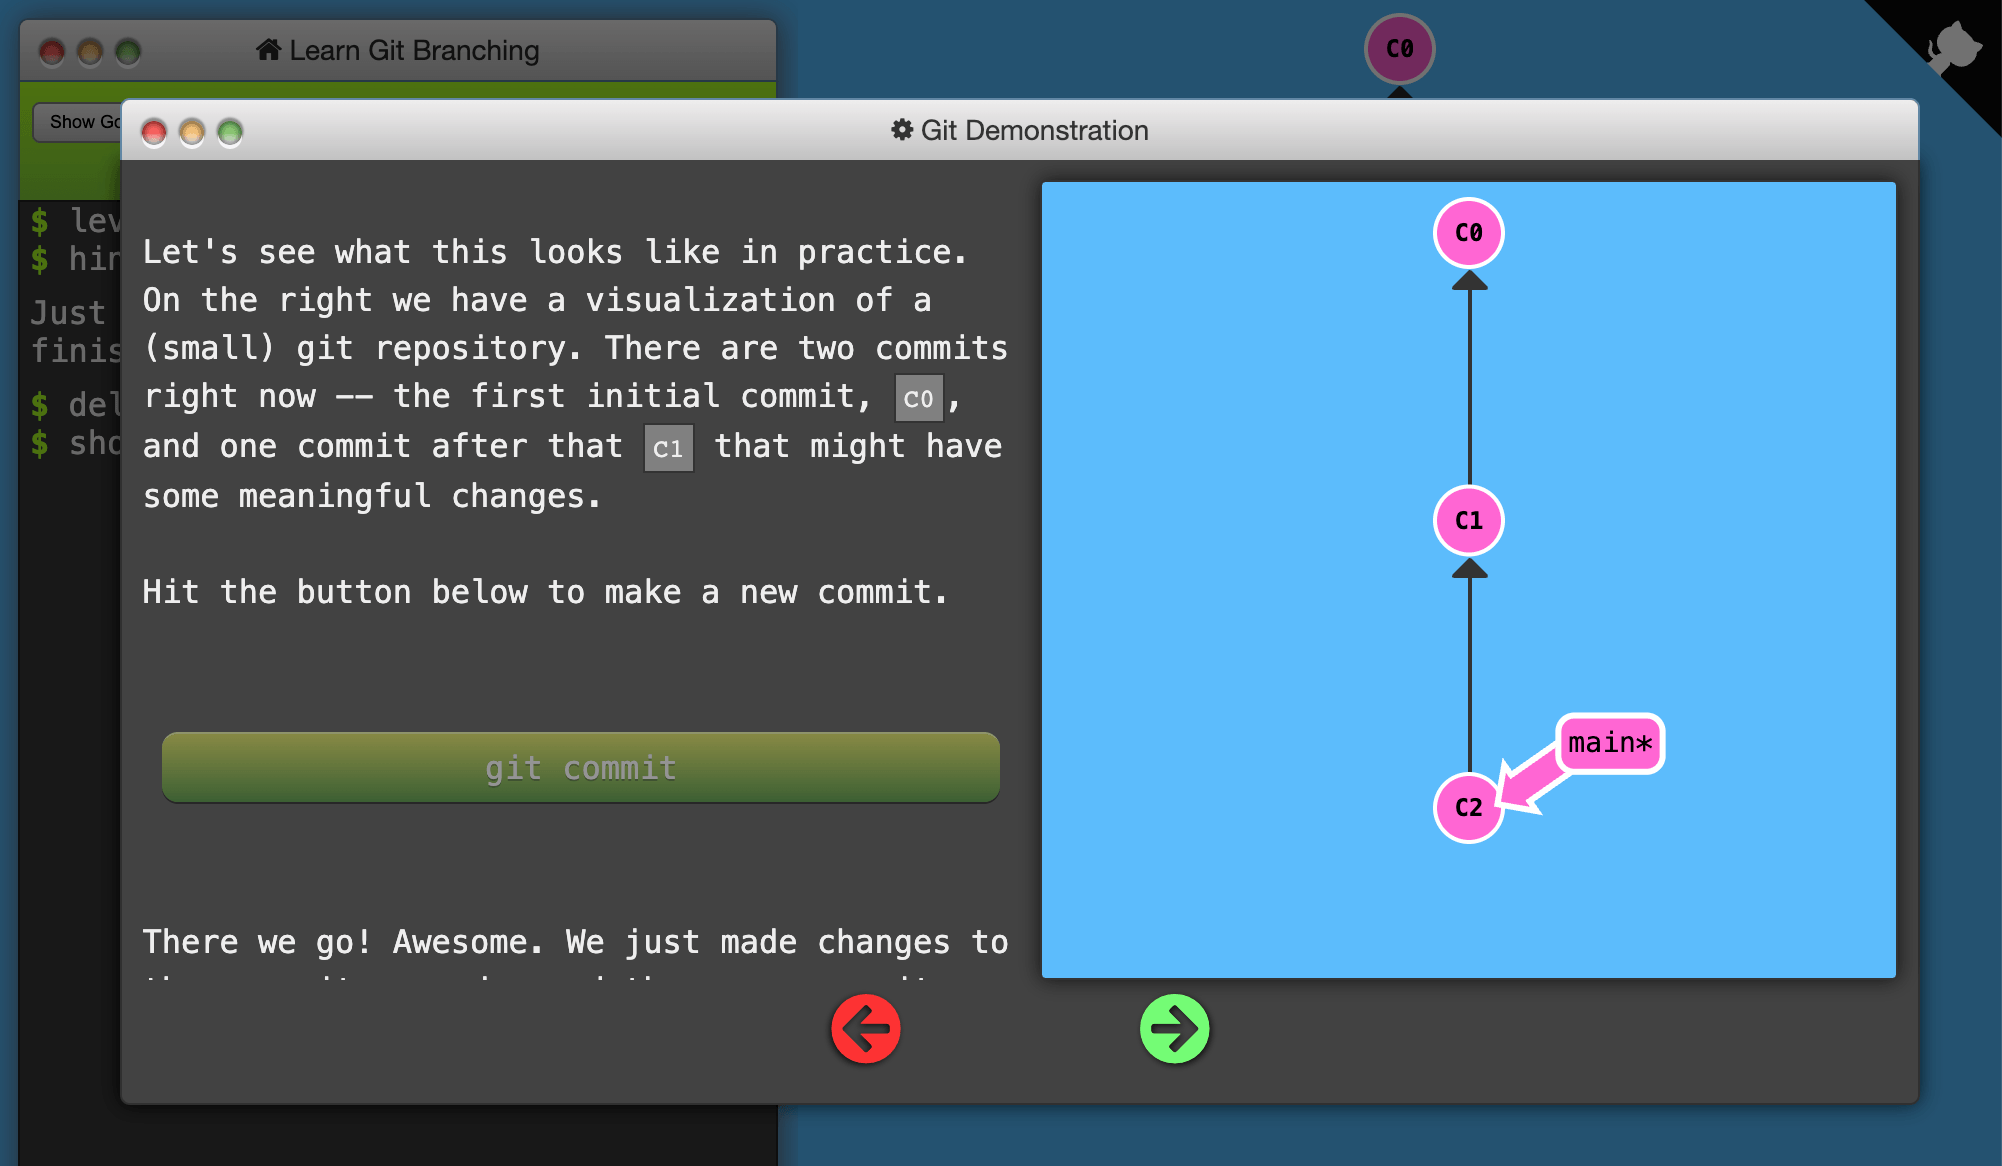 Learn Git Branching
C0
Show Go
Git Demonstration
$ lev
$ hin
Just
finis
$ del
$ sho
Let's see what this looks like in practice.
On the right we have a visualization of a
(small) git repository. There are two commits
right now -- the first initial commit, C0,
and one commit after that C1 that might have
some meaningful changes.
Hit the button below to make a new commit.
git commit
There we go! Awesome. We just made changes to
C0
C1
main*
C2